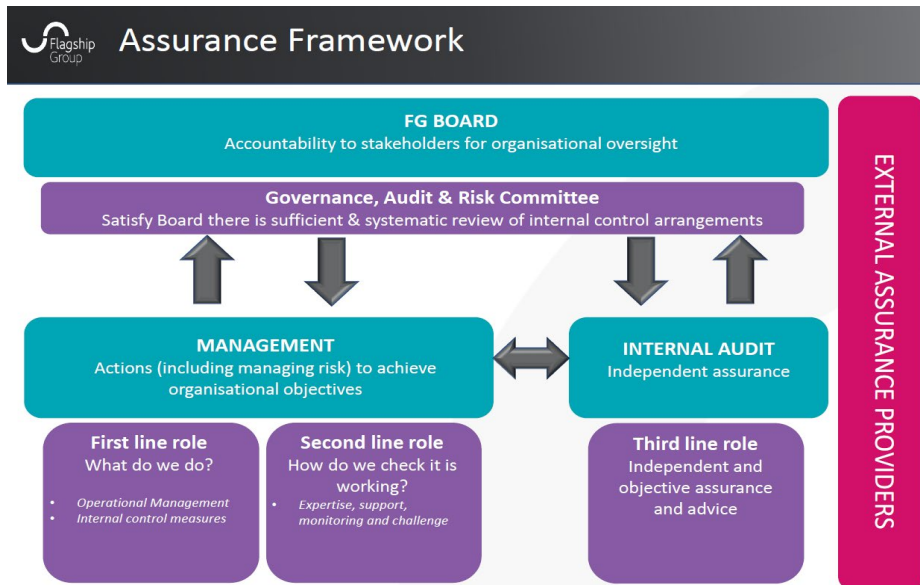 Flagship
Group
Assurance Framework
FG BOARD
Accountability to stakeholders for organisational oversight
Governance, Audit & Risk Committee
Satisfy Board there is sufficient & systematic review of internal control arrangements
MANAGEMENT
Actions (including managing risk) to achieve
organisational objectives
INTERNAL AUDIT
Independent assurance
First line role
What do we do?
• Operational Management
• Internal control measures
Second line role
How do we check it is
working?
• Expertise, support,
monitoring and challenge
Third line role
Independent and
objective assurance
and advice
EXTERNAL ASSURANCE PROVIDERS